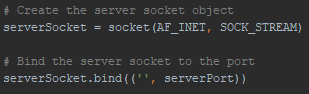 # Create the server socket object
serverSocket = socket(AF_INET, SOCK_STREAM)
# Bind the server socket to the port
serverSocket.bind(('', serverPort))